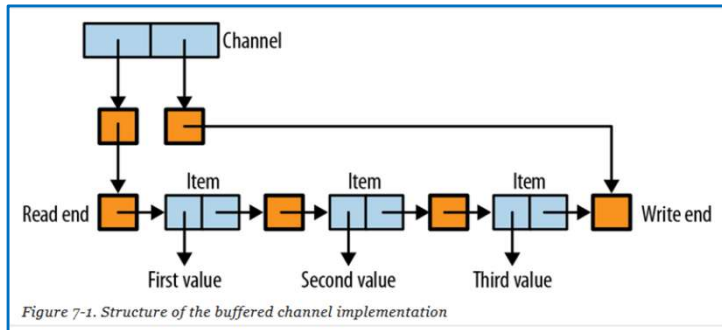 Channel
Item Item Item
Read end Write end
First value Second value Third value
Figure 7-1. Structure of the buffered channel implementation